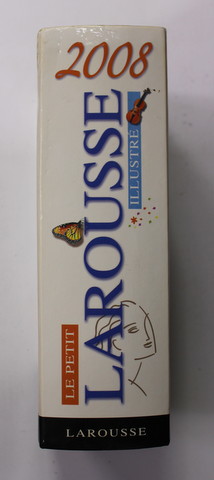 2008
LE PETIT
LAROUSSE
ILLUSTRÉ
LAROUSSE